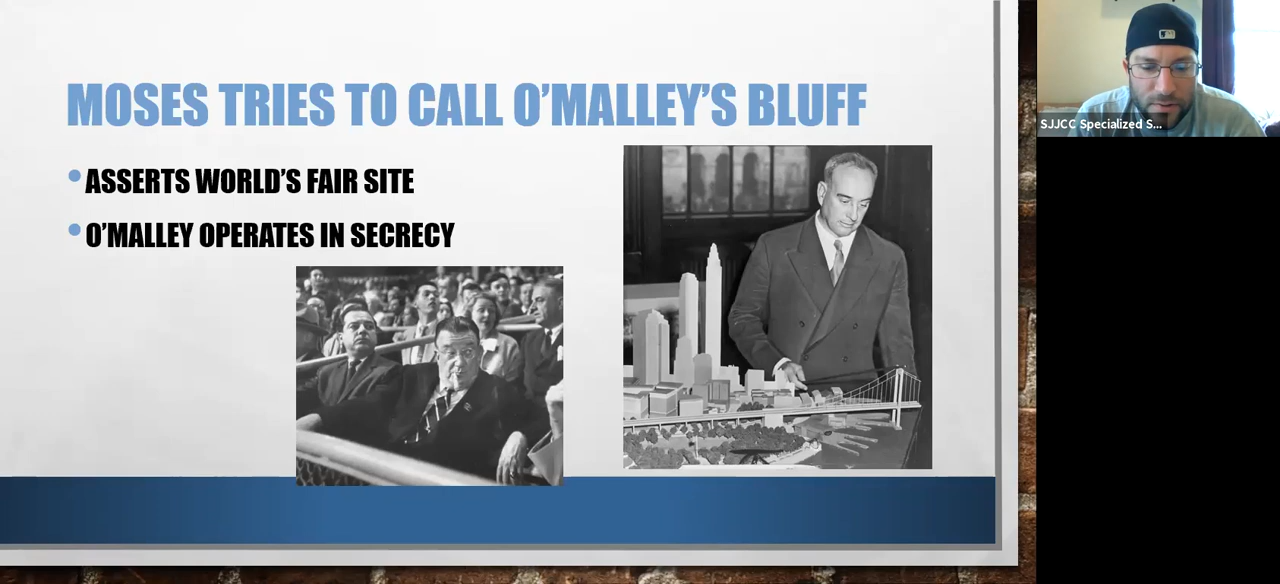 MOSES TRIES TO CALL O’MALLEY’S BLUFF
ASSERTS WORLD’S FAIR SITE
O’MALLEY OPERATES IN SECRECY
SJJCC Specialized S...